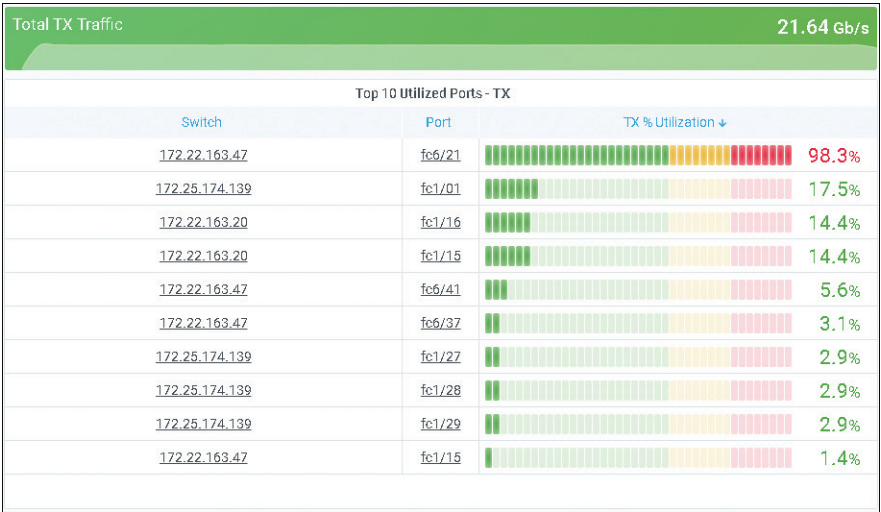 Total TX Traffic 21.64 Gb/s
Top 10 Utilized Ports - TX
Switch Port TX % Utilization ↓
172.22.163.47 fc6/21 98.3%
172.25.174.139 fc1/01 17.5%
172.22.163.20 fc1/16 14.4%
172.22.163.20 fc1/15 14.4%
172.22.163.47 fc6/41 5.6%
172.22.163.47 fc6/37 3.1%
172.25.174.139 fc1/27 2.9%
172.25.174.139 fc1/28 2.9%
172.25.174.139 fc1/29 2.9%
172.22.163.47 fc1/15 1.4%